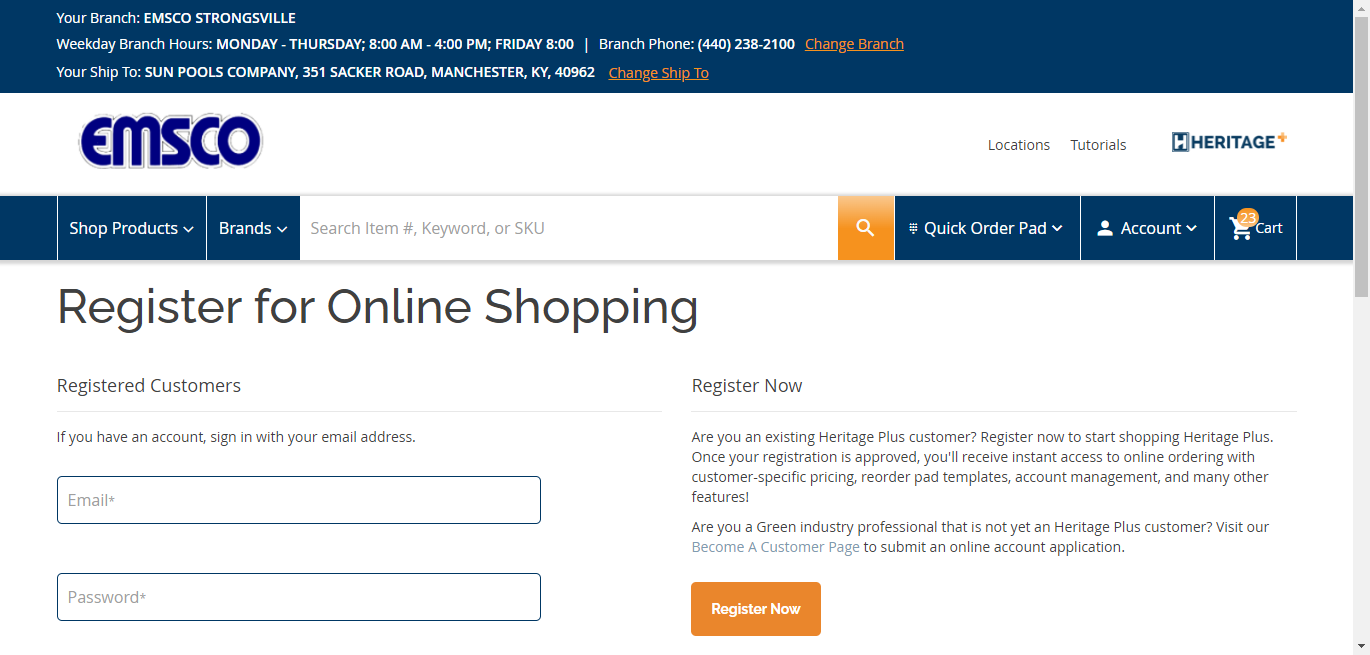 Your Branch: EMSCO STRONGSVILLE
Weekday Branch Hours: MONDAY - THURSDAY; 8:00 AM - 4:00 PM; FRIDAY 8:00 | Branch Phone: (440) 238-2100 Change Branch
Your Ship To: SUN POOLS COMPANY, 351 SACKER ROAD, MANCHESTER, KY, 40962 Change Ship To
EMSCO
Locations Tutorials HERITAGE+
Shop Products Brands Search Item #, Keyword, or SKU Quick Order Pad Account 23 Cart
Register for Online Shopping
Registered Customers
If you have an account, sign in with your email address.
Email*
Password*
Register Now
Are you an existing Heritage Plus customer? Register now to start shopping Heritage Plus.
Once your registration is approved, you'll receive instant access to online ordering with
customer-specific pricing, reorder pad templates, account management, and many other
features!
Are you a Green industry professional that is not yet an Heritage Plus customer? Visit our
Become A Customer Page to submit an online account application.
Register Now